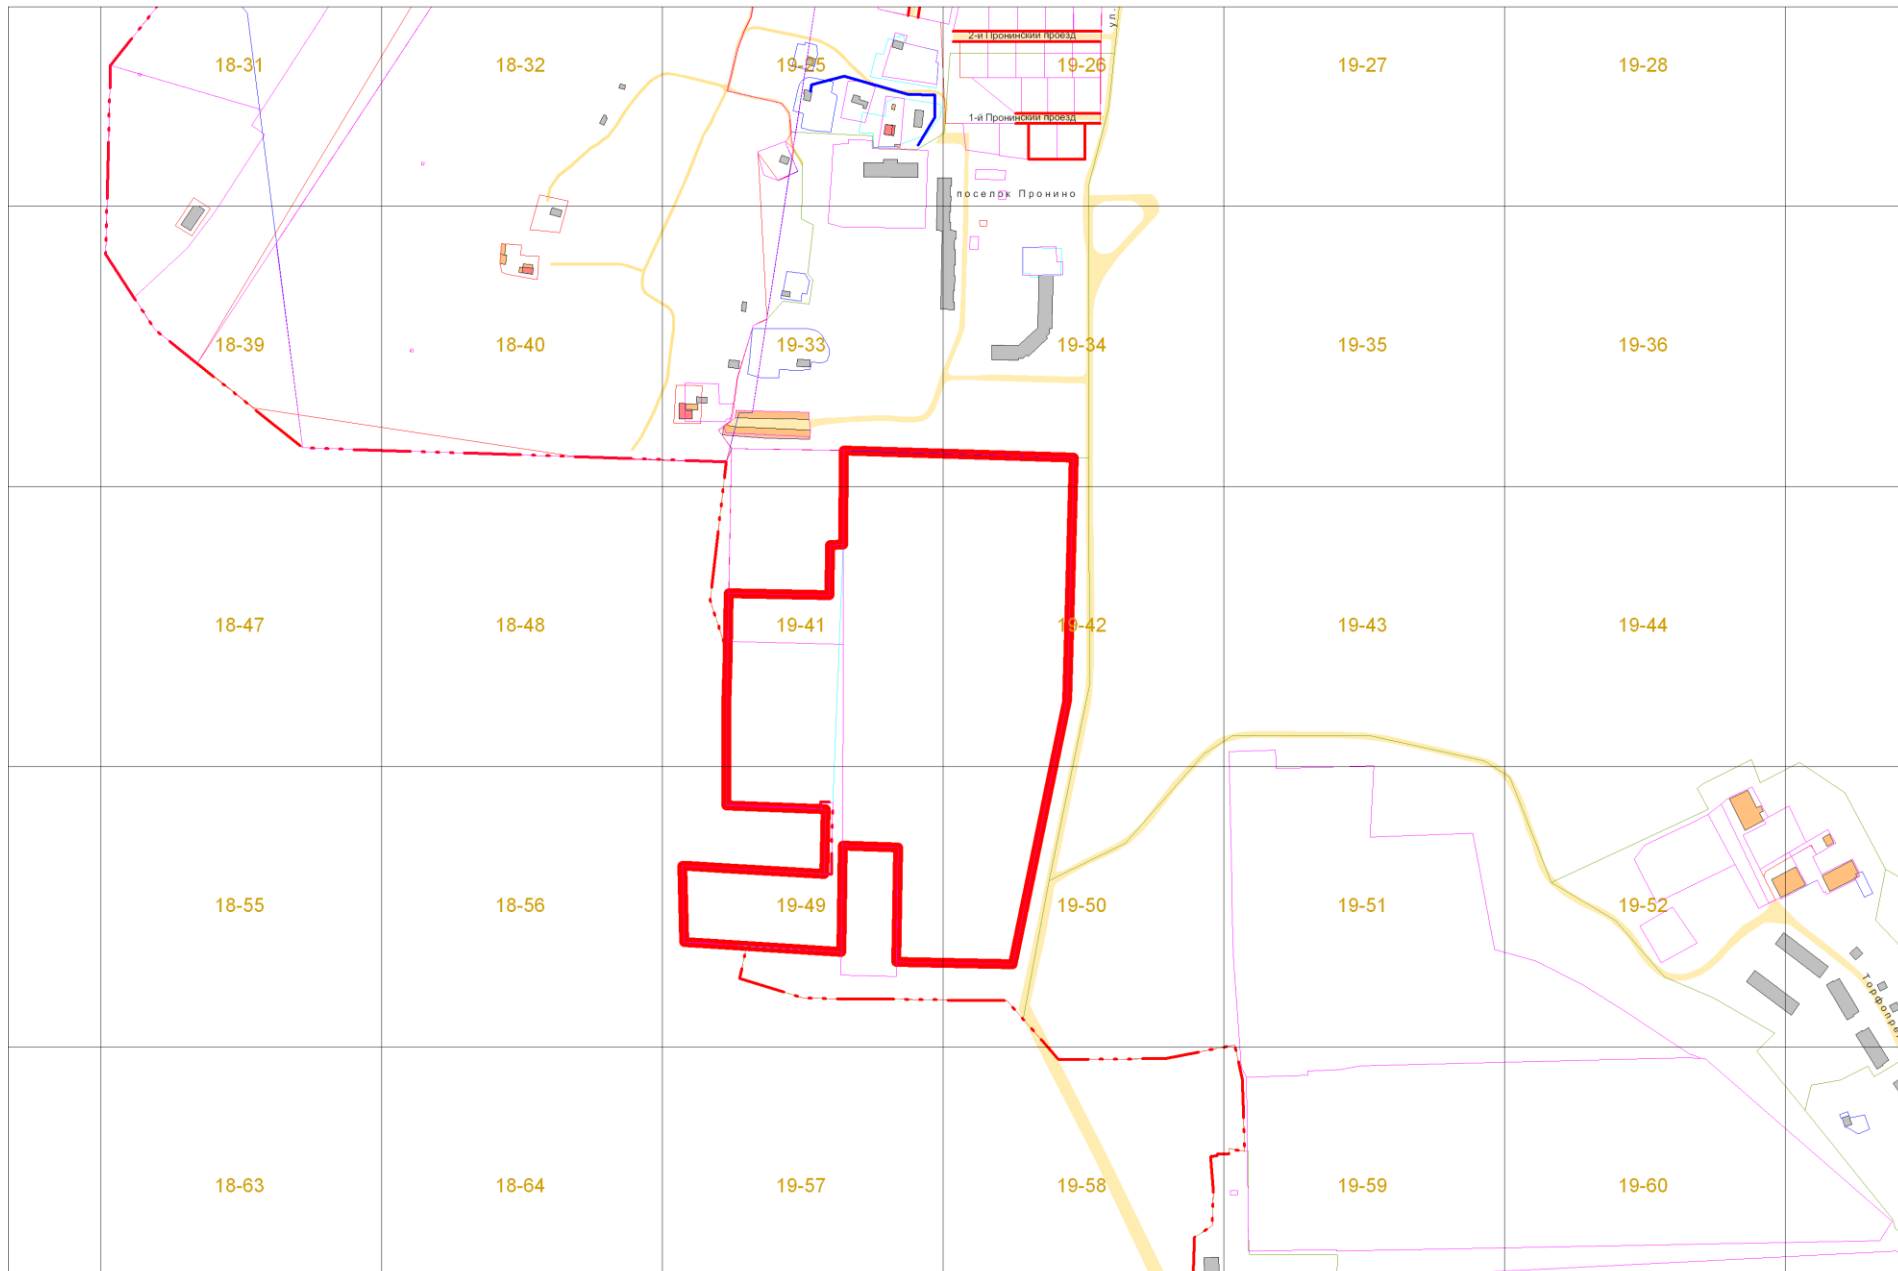 ул.
2-й Пронинский проезд
18-31 18-32 19-25 19-26 19-27 19-28
1-й Пронинский проезд
поселок Пронино
18-39 18-40 19-33 19-34 19-35 19-36
18-47 18-48 19-41 19-42 19-43 19-44
18-55 18-56 19-49 19-50 19-51 19-52
18-63 18-64 19-57 19-58 19-59 19-60